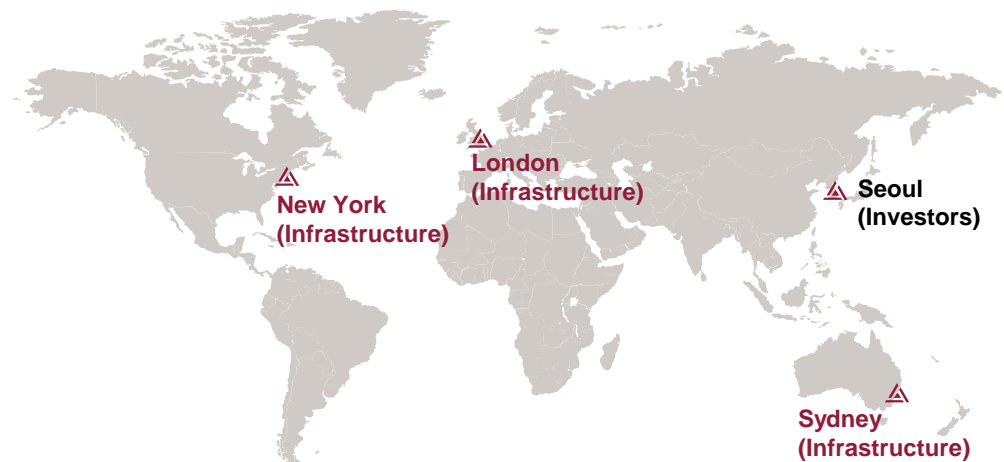 London
(Infrastructure)
New York
(Infrastructure)
Seoul
(Investors)
Sydney
(Infrastructure)